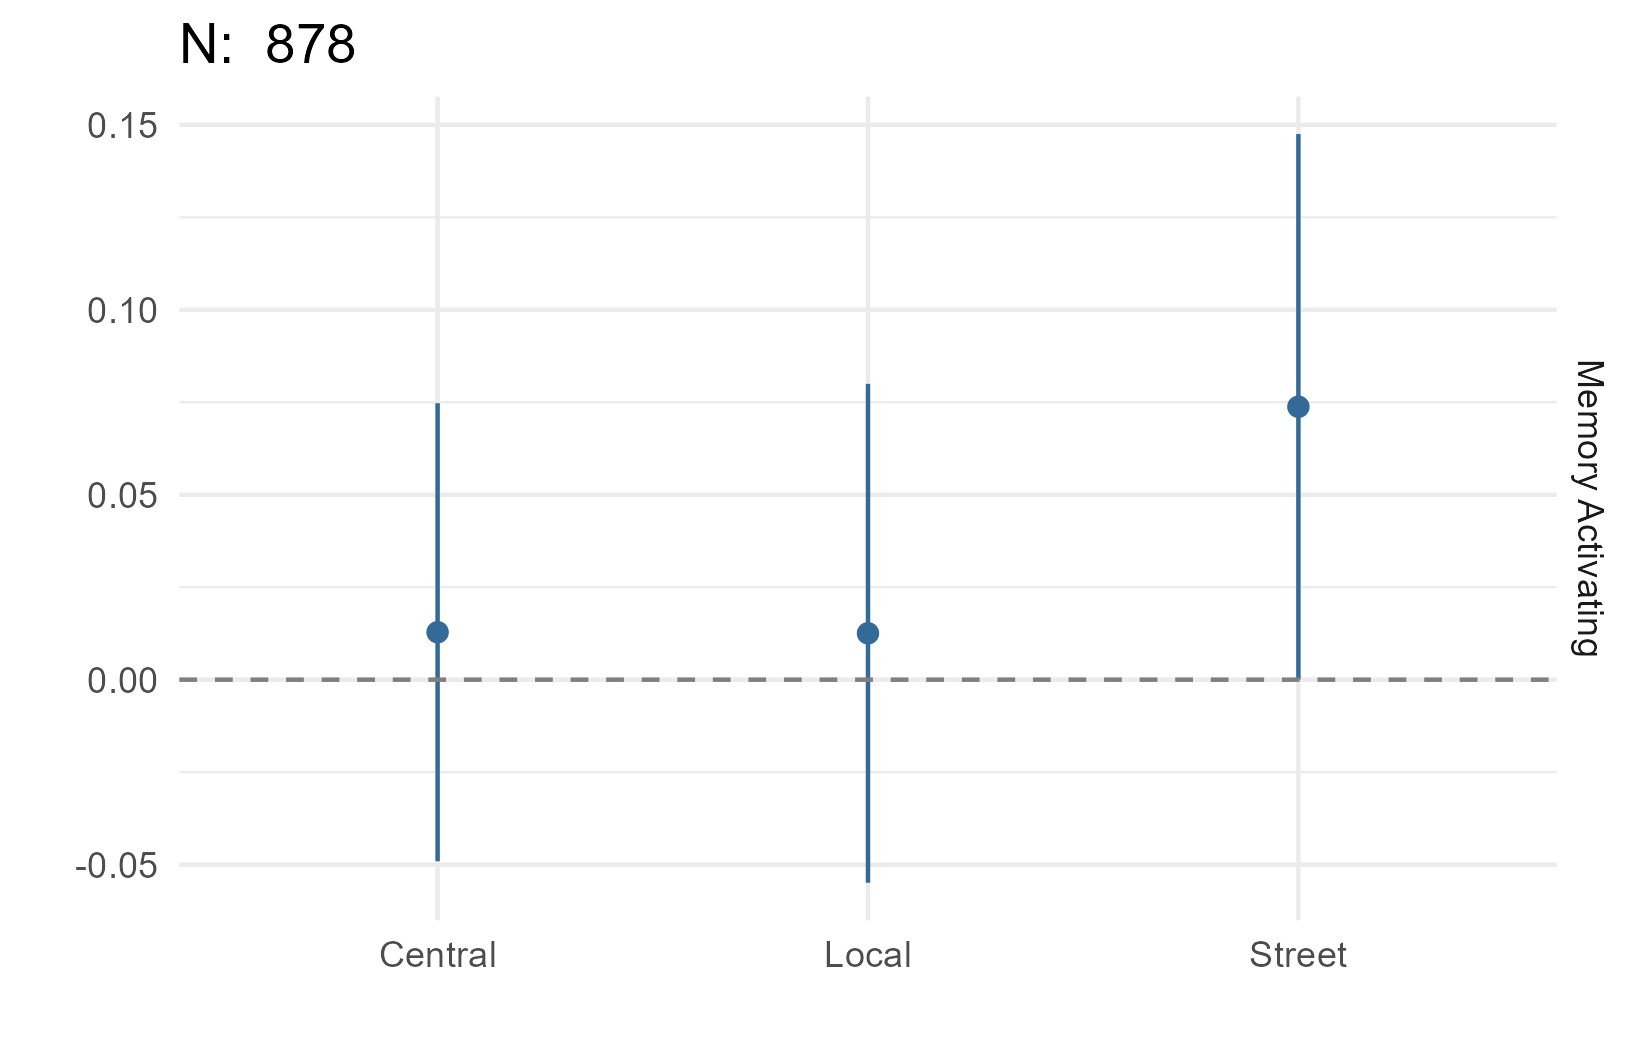 N:  878
0.15
0.10
0.05
0.00
-0.05
Central
Local
Street
Memory Activating